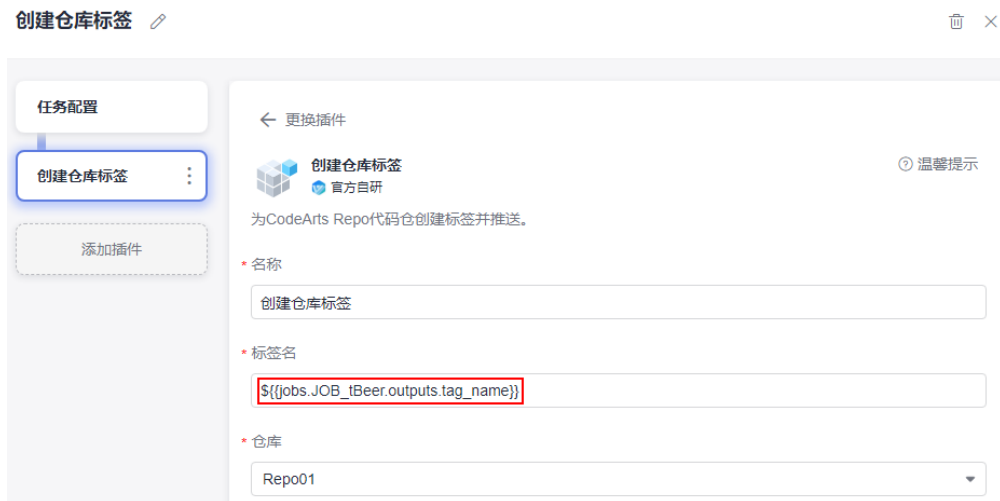 创建仓库标签
任务配置
创建仓库标签
添加插件
更换插件
创建仓库标签
官方自研
温馨提示
为CodeArts Repo代码仓创建标签并推送。
* 名称
创建仓库标签
* 标签名
${{jobs.JOB_tBeer.outputs.tag_name}}
* 仓库
Repo01